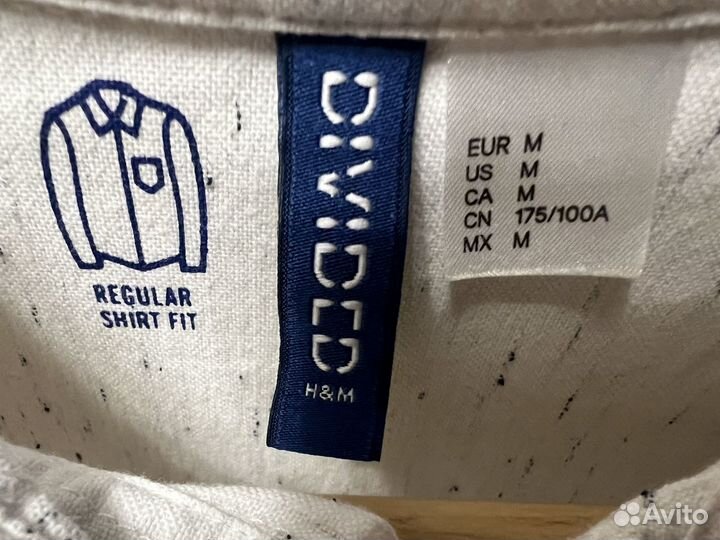 REGULAR
SHIRT FIT
DIVIDED
H&M
EUR M
US M
CA M
CN 175/100A
MX M
Avito